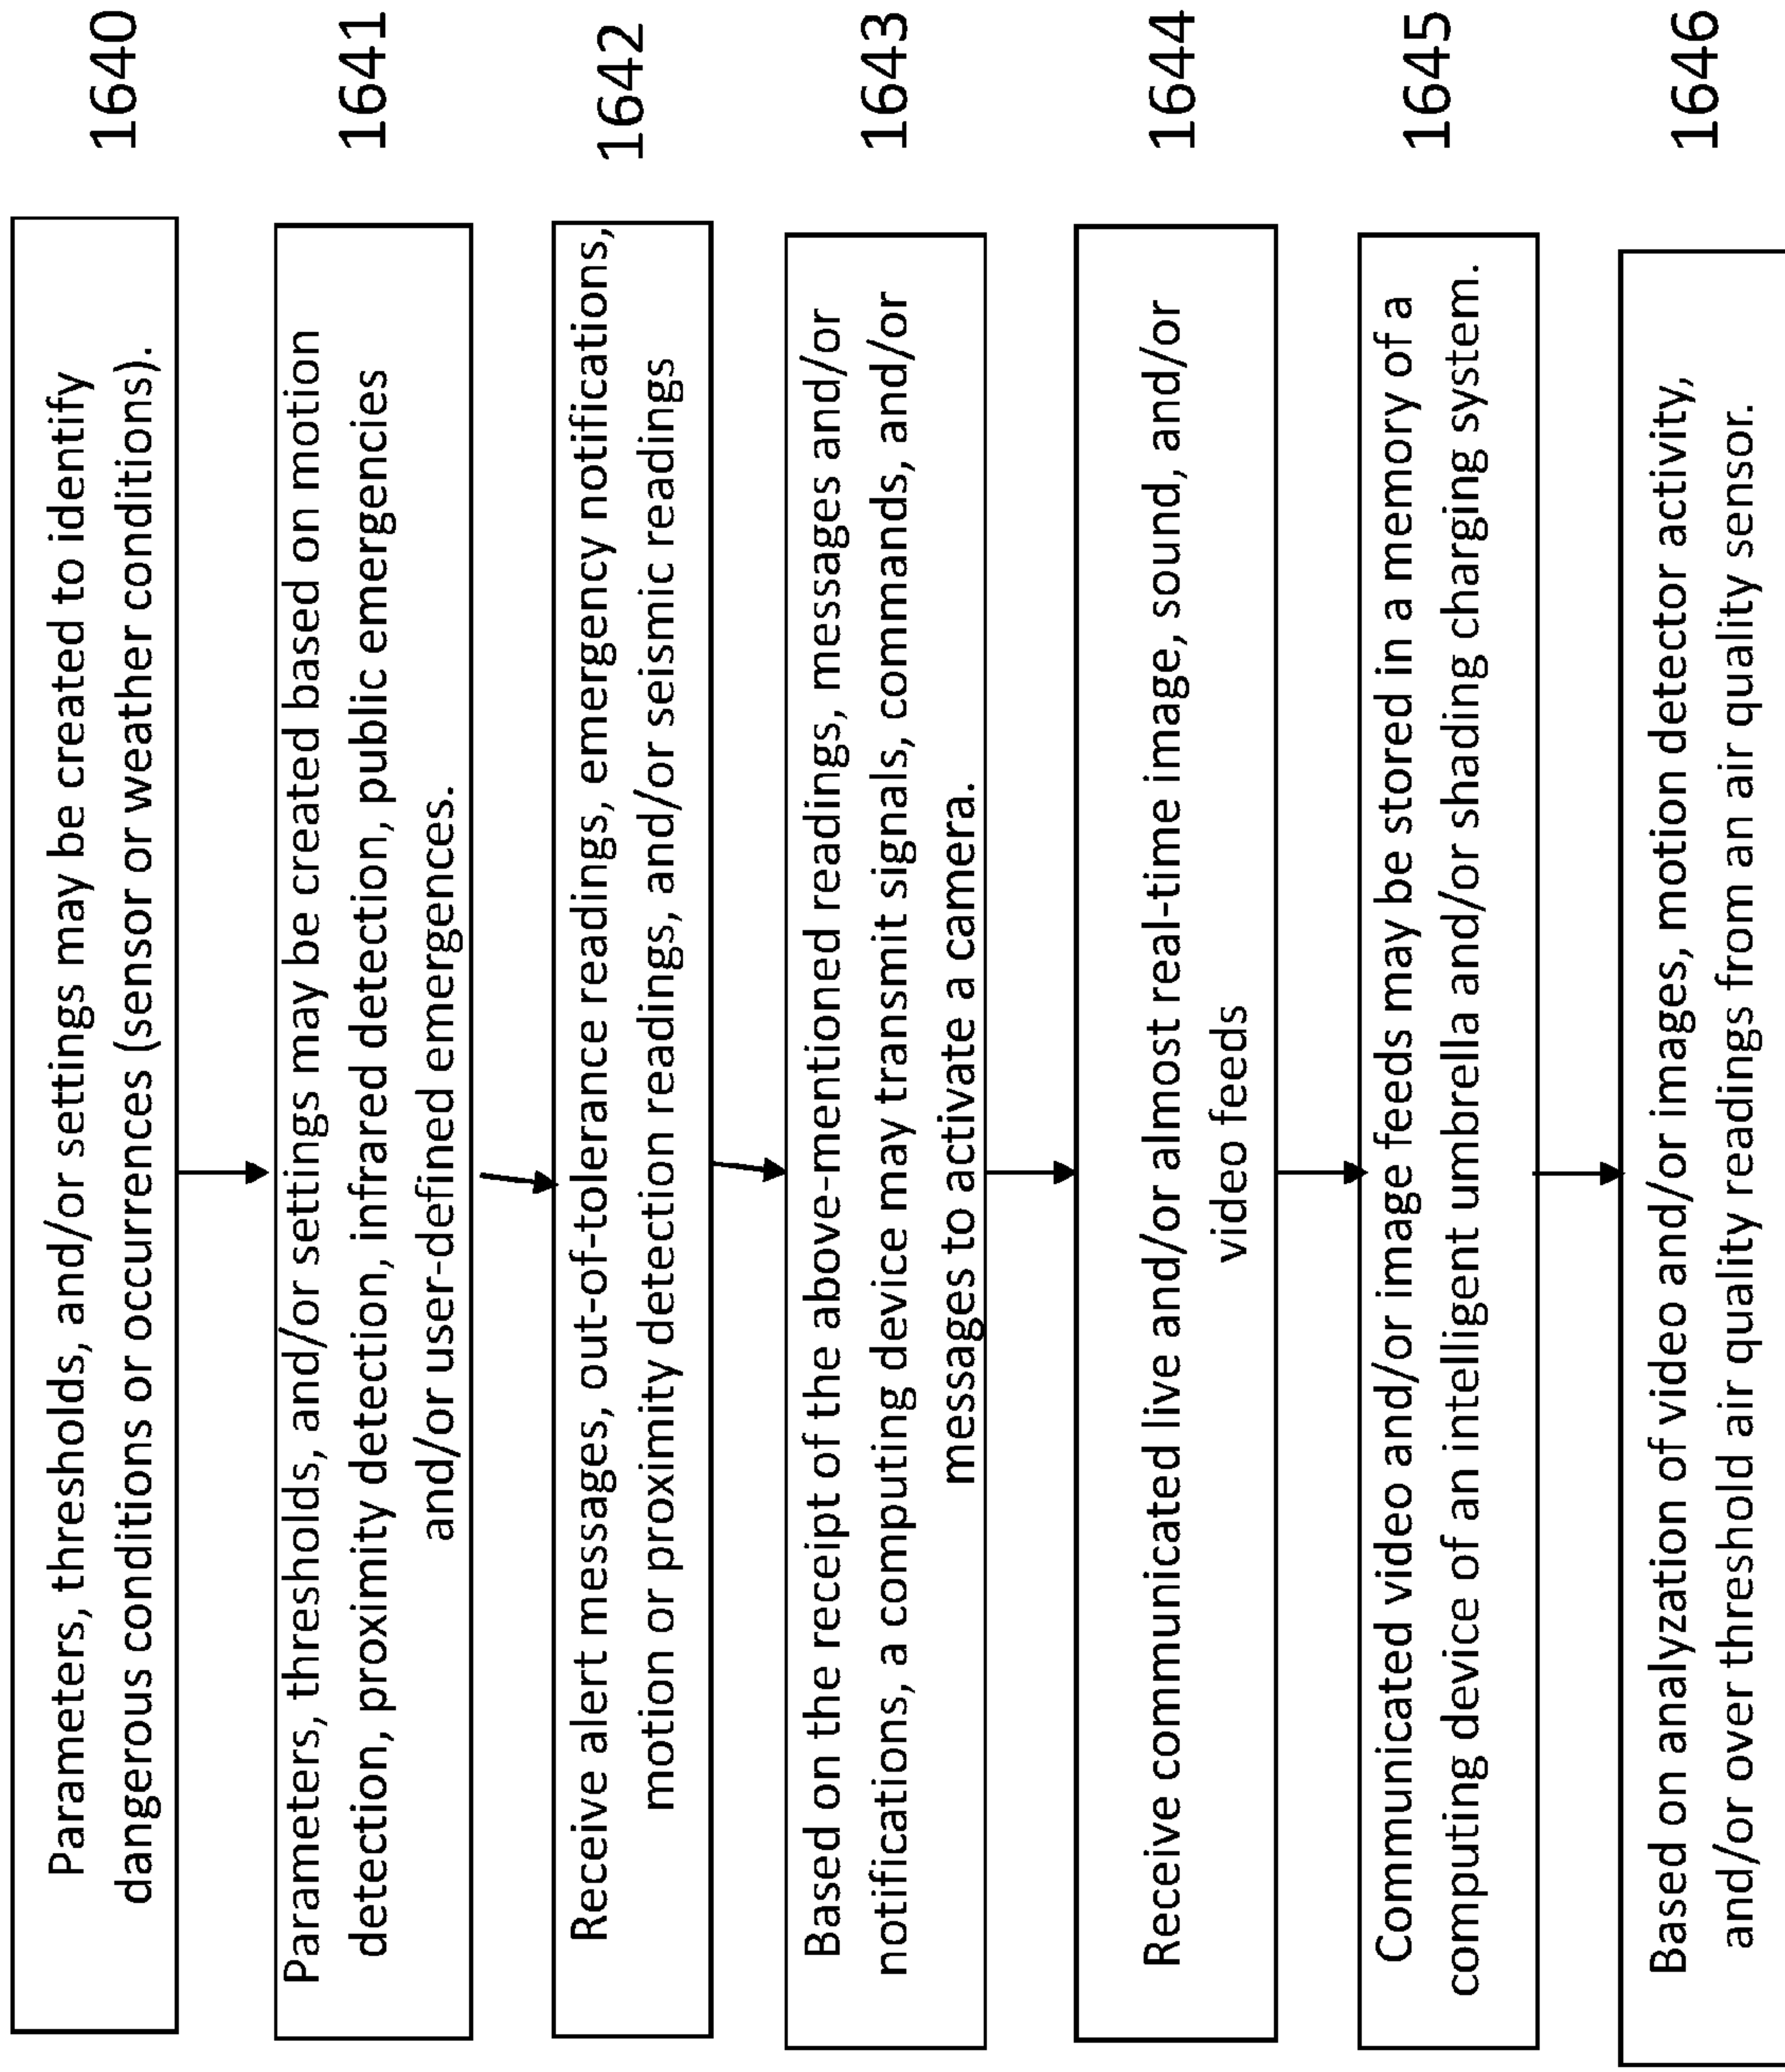 Parameters, thresholds, and/or settings may be created to identify
dangerous conditions or occurrences (sensor or weather conditions).
1640
Parameters, thresholds, and/or settings may be created based on motion
detection, proximity detection, infrared detection, public emergencies
and/or user-defined emergences.
1641
Receive alert messages, out-of-tolerance readings, emergency notifications,
motion or proximity detection readings, and/or seismic readings
1642
Based on the receipt of the above-mentioned readings, messages and/or
notifications, a computing device may transmit signals, commands, and/or
messages to activate a camera.
1643
Receive communicated live and/or almost real-time image, sound, and/or
video feeds
1644
Communicated video and/or image feeds may be stored in a memory of a
computing device of an intelligent umbrella and/or shading charging system.
1645
Based on analyzation of video and/or images, motion detector activity,
and/or over threshold air quality readings from an air quality sensor.
1646